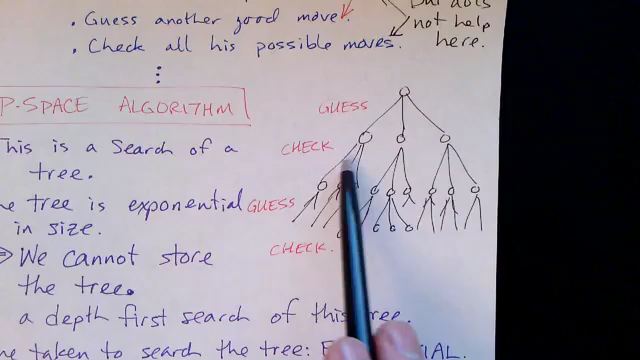 But does
not help
here.
. Guess another good move.
. Check all his possible moves.
P-SPACE ALGORITHM
This is a Search of a
tree.
tree is exponential
in size.
⇒ We cannot store
the tree.
a depth first search of this tree.
taken to search the tree:
GUESS
CHECK
GUESS
CHECK.